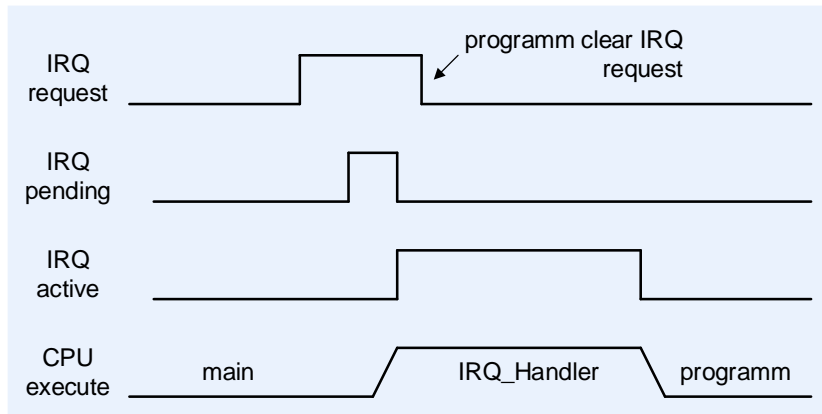 IRQ
request
programm clear IRQ
request
IRQ
pending
IRQ
active
CPU
execute
main
IRQ_Handler
programm